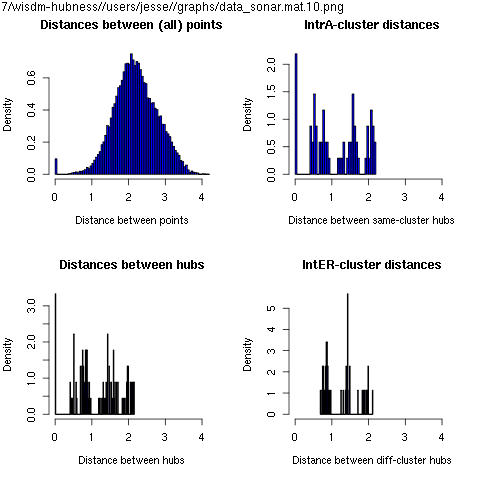 7/wisdm-hubness//users/jesse//graphs/data_sonar.mat.10.png
Distances between (all) points
Density
0.0 0.2 0.4 0.6
0 1 2 3 4
Distance between points
IntrA-cluster distances
Density
0.0 0.5 1.0 1.5 2.0
0 1 2 3 4
Distance between same-cluster hubs
Distances between hubs
Density
0.0 1.0 2.0 3.0
0 1 2 3 4
Distance between hubs
IntER-cluster distances
Density
0 1 2 3 4 5
0 1 2 3 4
Distance between diff-cluster hubs